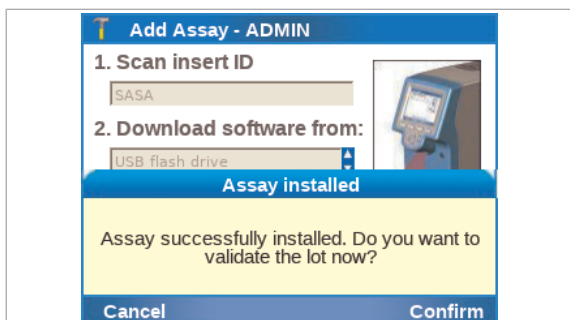 Add Assay - ADMIN
1. Scan insert ID
SASA
2. Download software from:
USB flash drive
Assay installed
Assay successfully installed. Do you want to
validate the lot now?
Cancel
Confirm